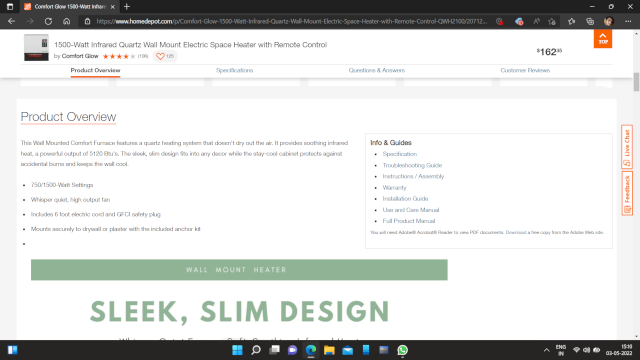 Comfort Glow 1500-Watt Infrare
https://www.homedepot.com/p/Comfort-Glow-1500-Watt-Infrared-Quartz-Wall-Mount-Electric-Space-Heater-with-Remote-Control-QWH2100/20712...
1500-Watt Infrared Quartz Wall Mount Electric Space Heater with Remote Control
by Comfort Glow
$162
TOP
Product Overview
Specifications
Questions & Answers
Customer Reviews
Product Overview
This Wall Mounted Comfort Furnace features a quartz heating system that doesn't dry out the air. It provides soothing infrared
heat, a powerful output of 5120 Btu's. The sleek, slim design fits into any decor while the stay-cool cabinet protects against
accidental burns and keeps the wall cool.
750/1500-Watt Settings
Whisper quiet, high output fan
Includes 6 foot electric cord and GFCI safety plug
Mounts securely to drywall or plaster with the included anchor kit
Info & Guides
Specification
Troubleshooting Guide
Instructions / Assembly
Warranty
Installation Guide
Use and Care Manual
Full Product Manual
You will need Adobe® Acrobat® Reader to view PDF documents. Download a free copy from the Adobe Web site.
Live Chat
Feedback
WALL MOUNT HEATER
SLEEK, SLIM DESIGN
ENG
IN
15:16
03-05-2022